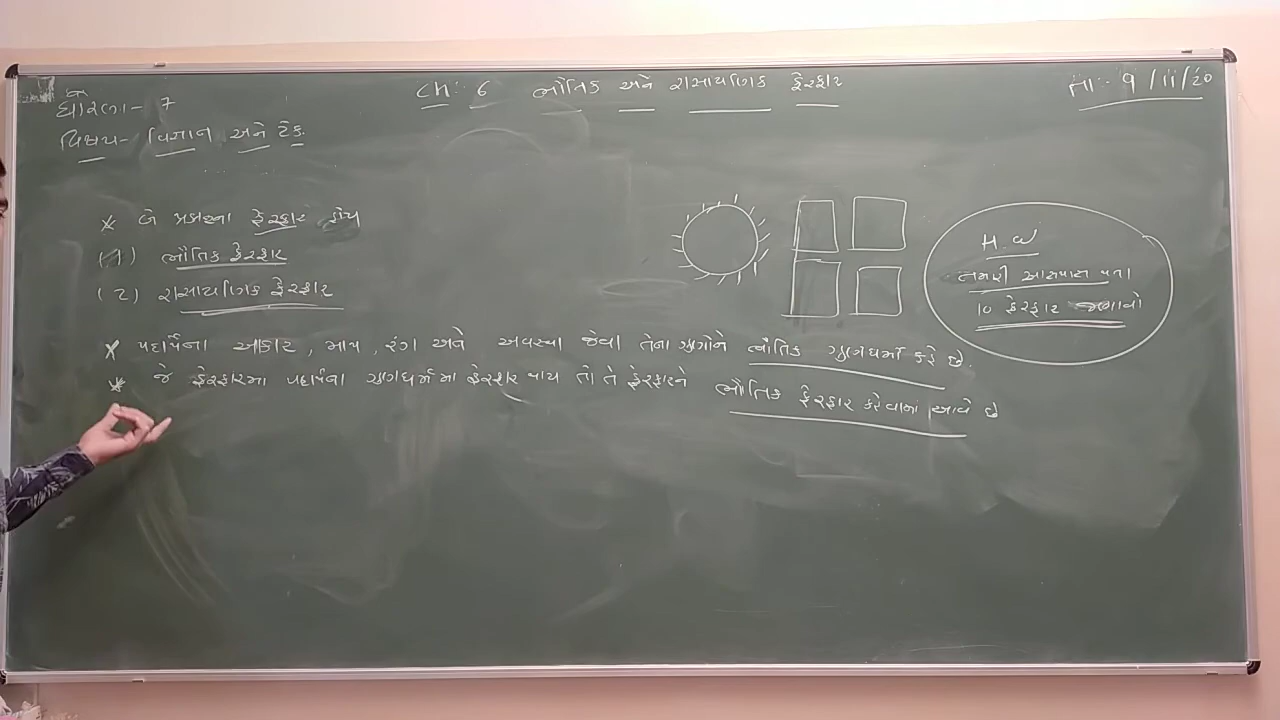 ધોરણ - 7
CH : 6 ભૌતિક અને રાસાયણિક ફેરફાર
તા :- 9/11/20
વિષય - વિજ્ઞાન અને ટેક.
* બે પ્રકારના ફેરફાર હોય
(1) ભૌતિક ફેરફાર
(2) રાસાયણિક ફેરફાર
* પદાર્થના આકાર, માપ, રંગ અને અવસ્થા જેવા તેના ગુણોને ભૌતિક ગુણધર્મો કહે છે.
* જે ફેરફારમા પદાર્થના ગુણધર્મમા ફેરફાર થાય તો તે ફેરફારને ભૌતિક ફેરફાર કહેવામાં આવે છે
H.W
તમારી આસપાસ થતા
10 ફેરફાર જણાવો